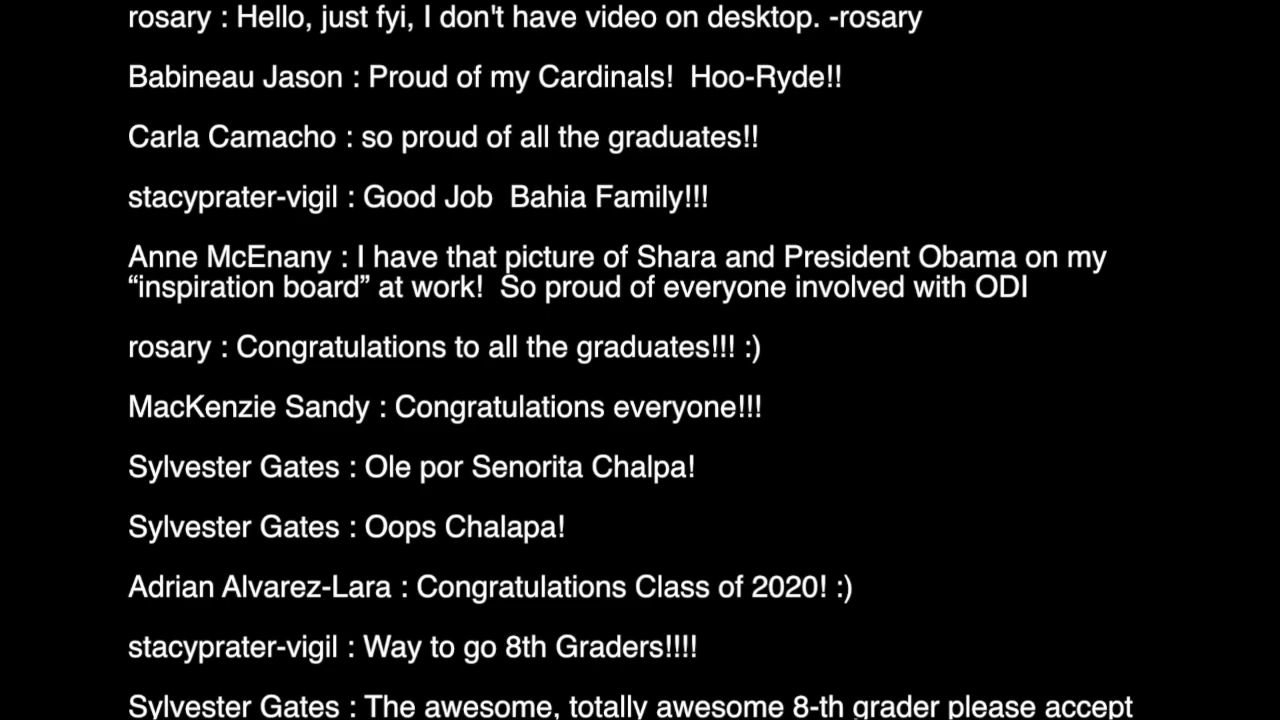 rosary : Hello, just fyi, I don't have video on desktop. -rosary
Babineau Jason : Proud of my Cardinals!  Hoo-Ryde!!
Carla Camacho : so proud of all the graduates!!
stacyprater-vigil : Good Job  Bahia Family!!!
Anne McEnany : I have that picture of Shara and President Obama on my
“inspiration board” at work!  So proud of everyone involved with ODI
rosary : Congratulations to all the graduates!!! :)
MacKenzie Sandy : Congratulations everyone!!!
Sylvester Gates : Ole por Senorita Chalpa!
Sylvester Gates : Oops Chalapa!
Adrian Alvarez-Lara : Congratulations Class of 2020! :)
stacyprater-vigil : Way to go 8th Graders!!!!
Sylvester Gates : The awesome, totally awesome 8-th grader please accept